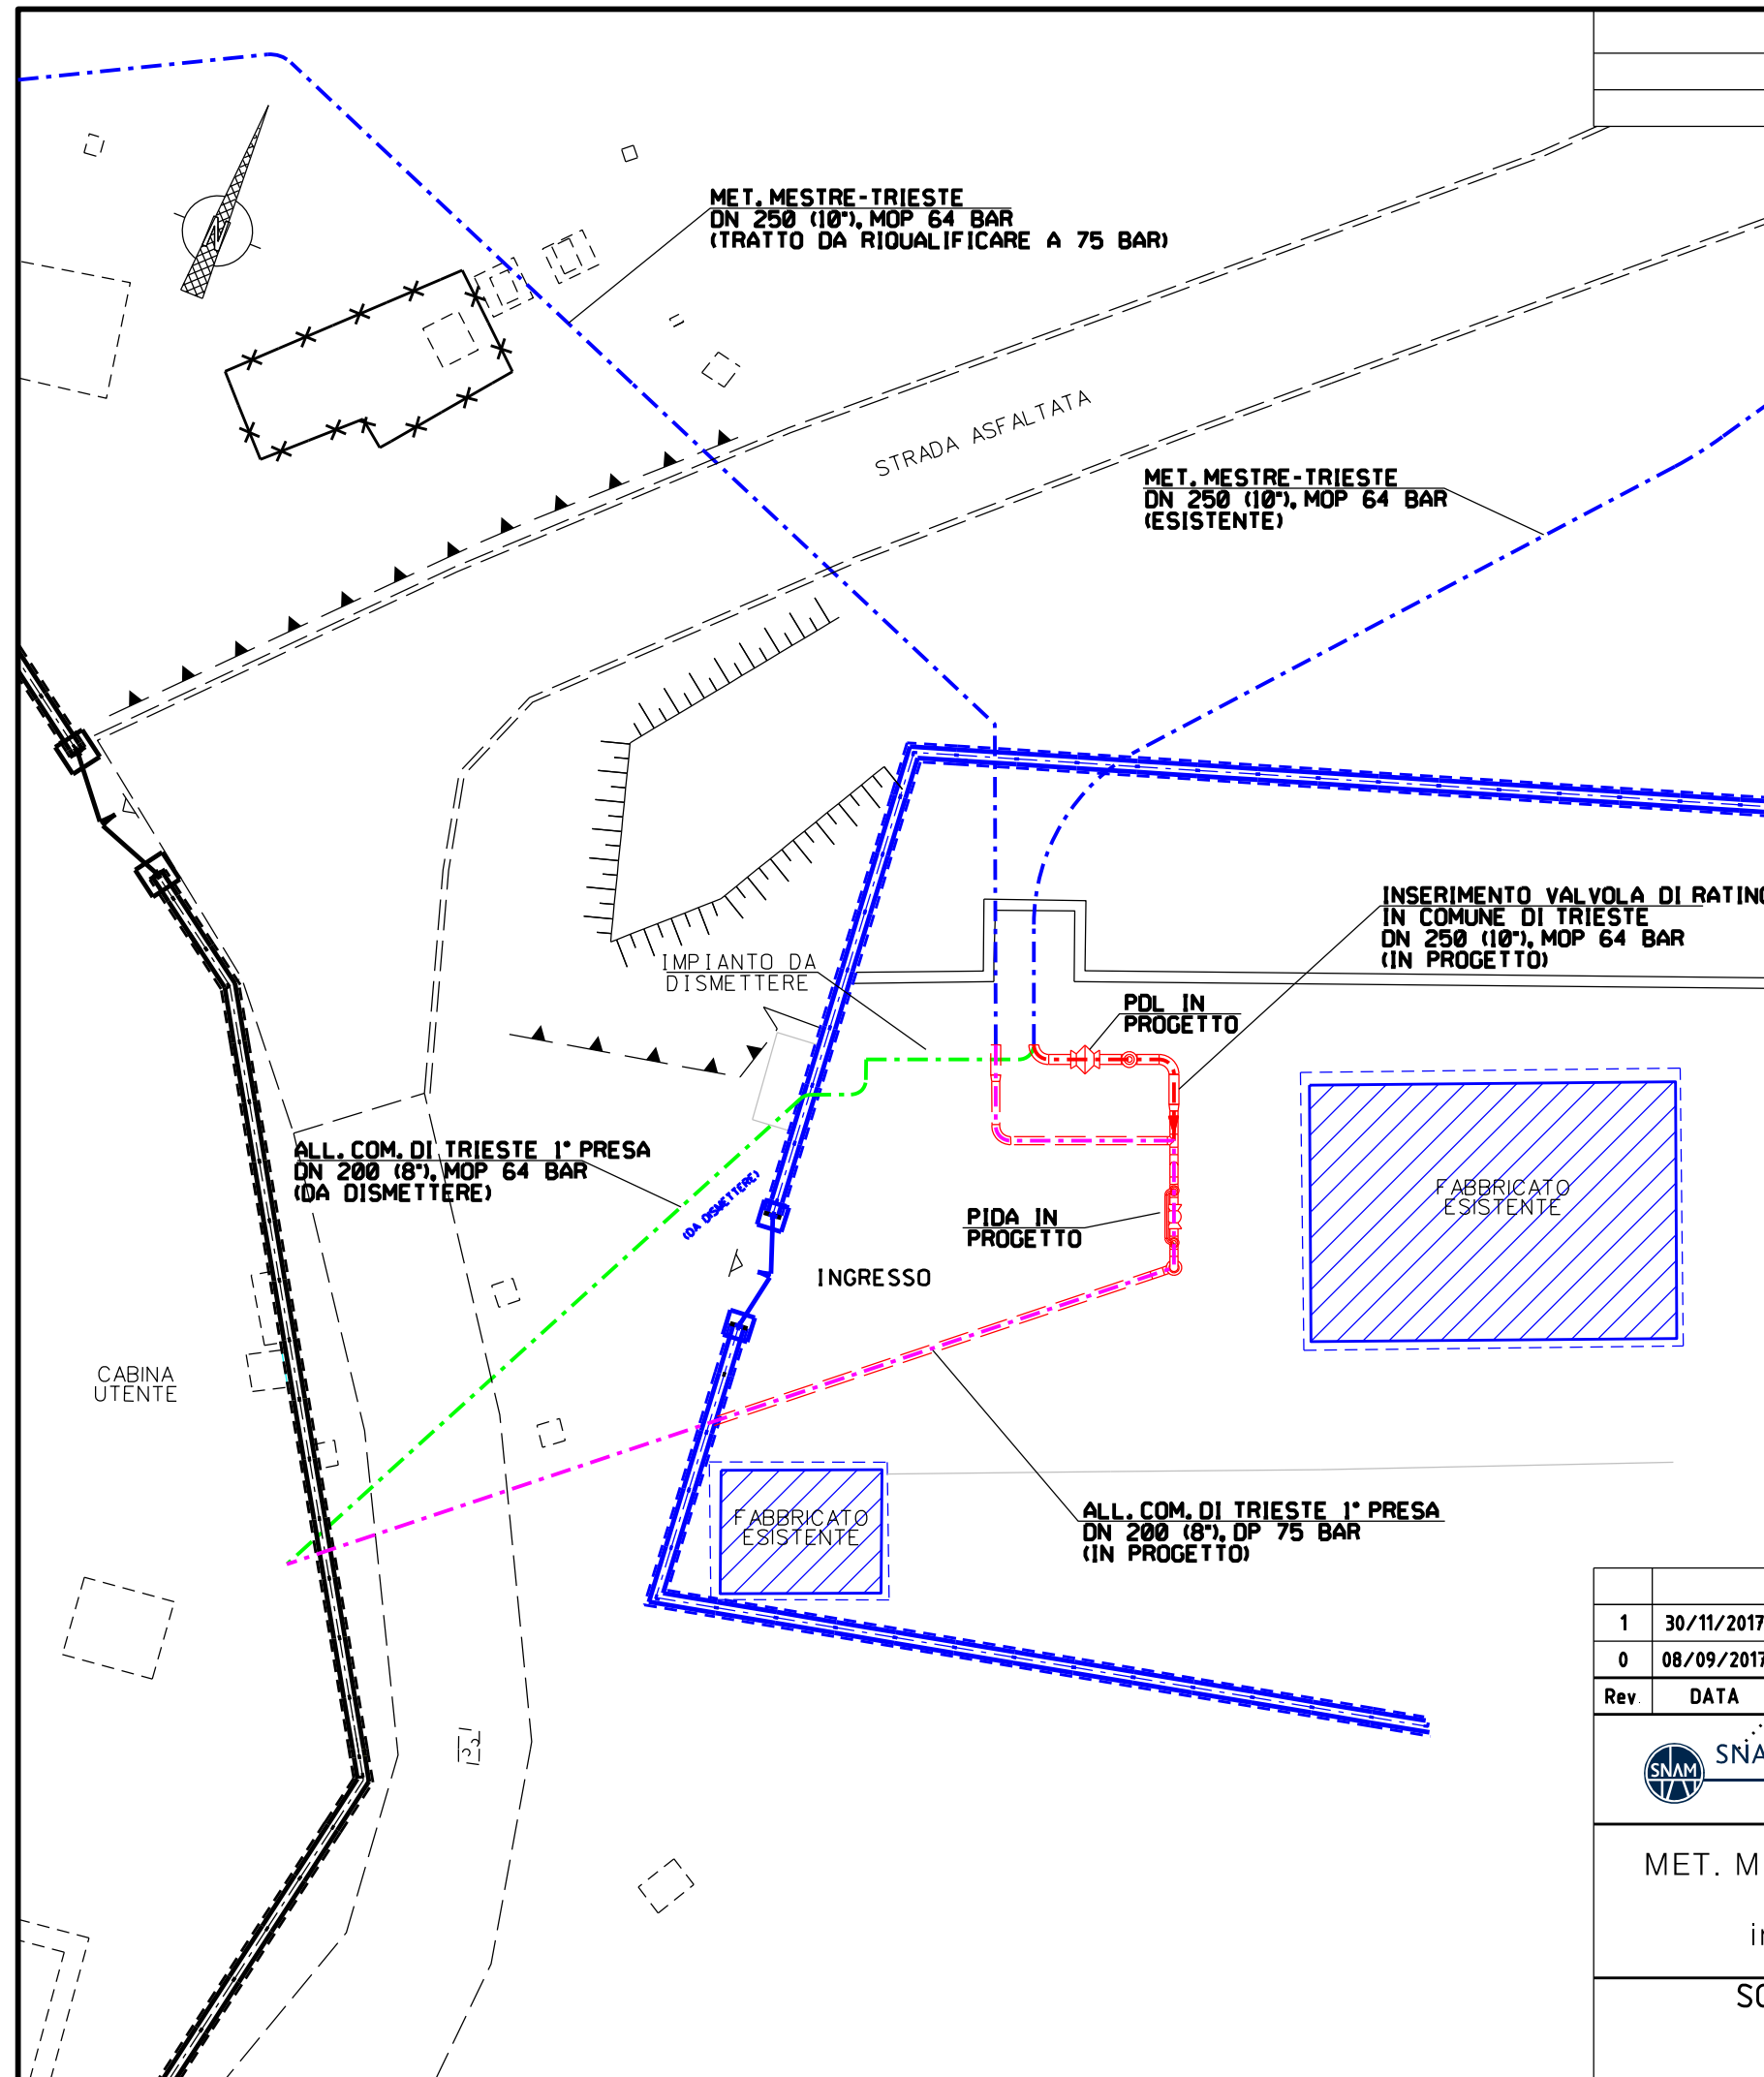 MET. MESTRE-TRIESTE
DN 250 (10"), MOP 64 BAR
(TRATTO DA RIQUALIFICARE A 75 BAR)
STRADA ASFALTATA
MET. MESTRE-TRIESTE
DN 250 (10"), MOP 64 BAR
(ESISTENTE)
INSERIMENTO VALVOLA DI RATING
IN COMUNE DI TRIESTE
DN 250 (10"), MOP 64 BAR
(IN PROGETTO)
IMPIANTO DA
DISMETTERE
PDL IN
PROGETTO
ALL. COM. DI TRIESTE 1° PRESA
DN 200 (8"), MOP 64 BAR
(DA DISMETTERE)
(DA DISMETTERE)
PIDA IN
PROGETTO
FABBRICATO
ESISTENTE
INGRESSO
CABINA
UTENTE
FABBRICATO
ESISTENTE
ALL. COM. DI TRIESTE 1° PRESA
DN 200 (8"), DP 75 BAR
(IN PROGETTO)
1 30/11/2017
0 08/09/2017
Rev. DATA
SNAM
SNA
MET. M
in
SO